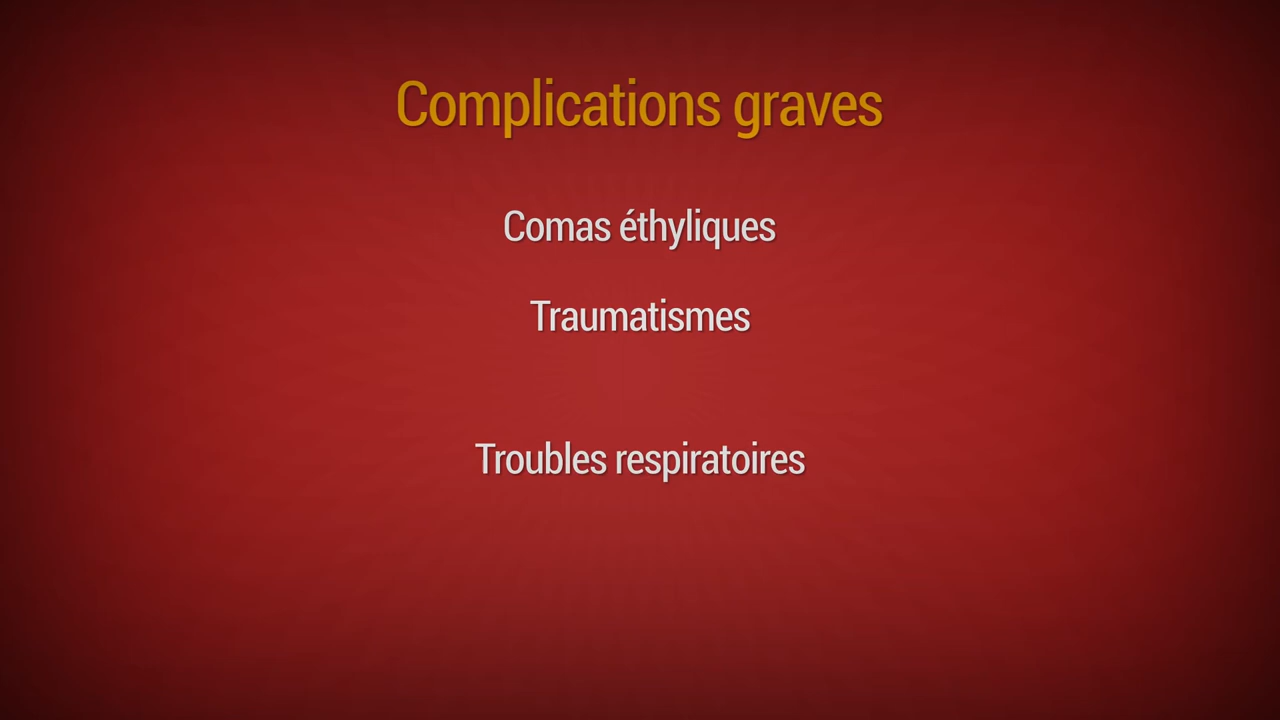 Complications graves
Comas éthyliques
Traumatismes
Troubles respiratoires